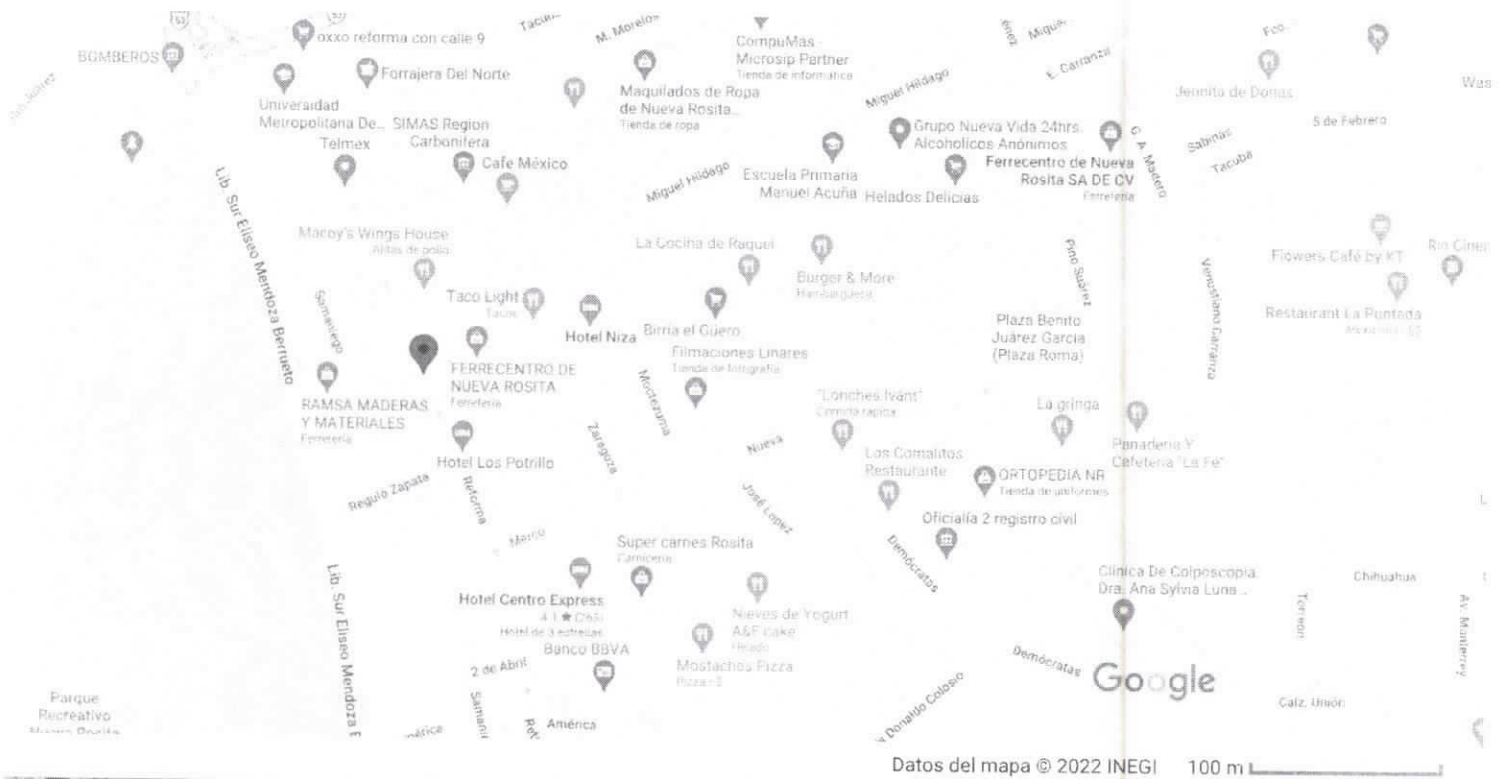 oxxo reforma con calle 9
BOMBEROS
Forrajera Del Norte
Universidad
Metropolitana De...
SIMAS Region
Carbonifera
Telmex
Cafe México
M. Morelos
CompuMas -
Microsip Partner
Tienda de informática
Maquilados de Ropa
de Nueva Rosita...
Tienda de ropa
Miguel Hildago
E. Carranza
Grupo Nueva Vida 24hrs.
Alcoholicos Anónimos
Escuela Primaria
Manuel Acuña
Helados Delicias
Ferrecentro de Nueva
Rosita SA DE CV
Ferretería
G. A. Madero
Jennita de Donas
Sabinas
Tacuba
5 de Febrero
Miguel Hildago
Lib. Sur Eliseo Mendoza Berrueto
Macoy's Wings House
Alitas de pollo
Samaniego
Taco Light
Tacos
Hotel Niza
La Cocina de Raquel
Burger & More
Hamburguesa
Birria el Güero
Filmaciones Linares
Tienda de fotografía
Pino Suárez
Plaza Benito
Juárez García
(Plaza Roma)
Venustiano Carranza
Flowers Café by KT
Restaurant La Puntada
FERRECENTRO DE
NUEVA ROSITA
Ferretería
RAMSA MADERAS
Y MATERIALES
Ferretería
Hotel Los Potrillo
Moctezuma
Zaragoza
"Lonches Ivánt"
Comida rápida
Nueva
La gringa
Panaderia Y
Cafeteria "La Fe"
Los Comalitos
Restaurante
ORTOPEDIA NR
Tienda de uniformes
Regulo Zapata
Reforma
José Lopez
Oficialía 2 registro civil
Demócratas
Super carnes Rosita
Carnicería
Hotel Centro Express
Hotel de 3 estrellas
Nieves de Yogurt
A&F cake
Helado
Banco BBVA
Mostachos Pizza
2 de Abril
América
Clinica De Colposcopia.
Dra. Ana Sylvia Luna...
Chihuahua
Torreon
Av. Monterrey
Demócratas
Calz. Unión
Lib. Sur Eliseo Mendoza
Parque
Recreativo
Donaldo Colosio
Google
Datos del mapa © 2022 INEGI 100 m